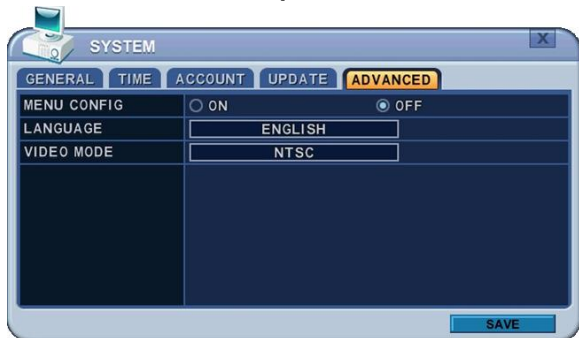 SYSTEM
X
GENERAL TIME ACCOUNT UPDATE ADVANCED
MENU CONFIG ON OFF
LANGUAGE ENGLISH
VIDEO MODE NTSC
SAVE